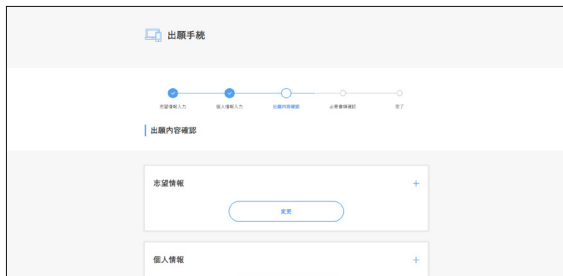 出願手続
志望情報入力 個人情報入力 出願内容確認 必要書類確認 完了
出願内容確認
志望情報 +
変更
個人情報 +